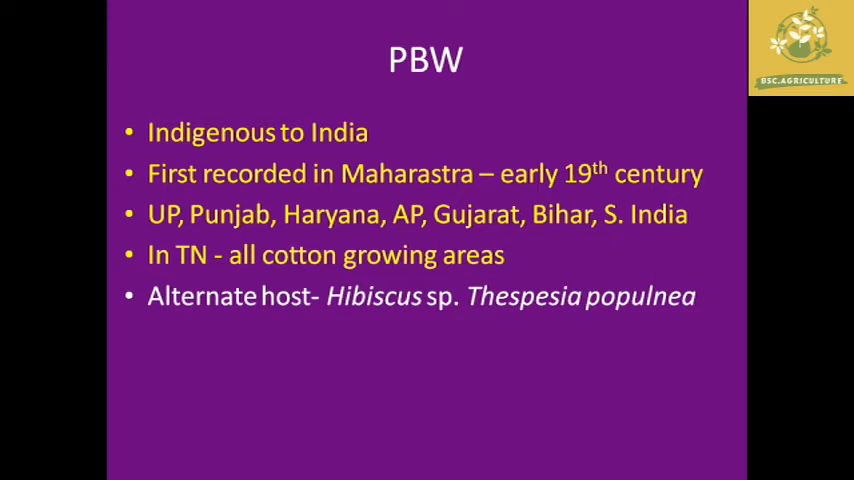 PBW
BSC.AGRICULTURE
• Indigenous to India
• First recorded in Maharastra – early 19th century
• UP, Punjab, Haryana, AP, Gujarat, Bihar, S. India
• In TN - all cotton growing areas
• Alternate host- Hibiscus sp. Thespesia populnea